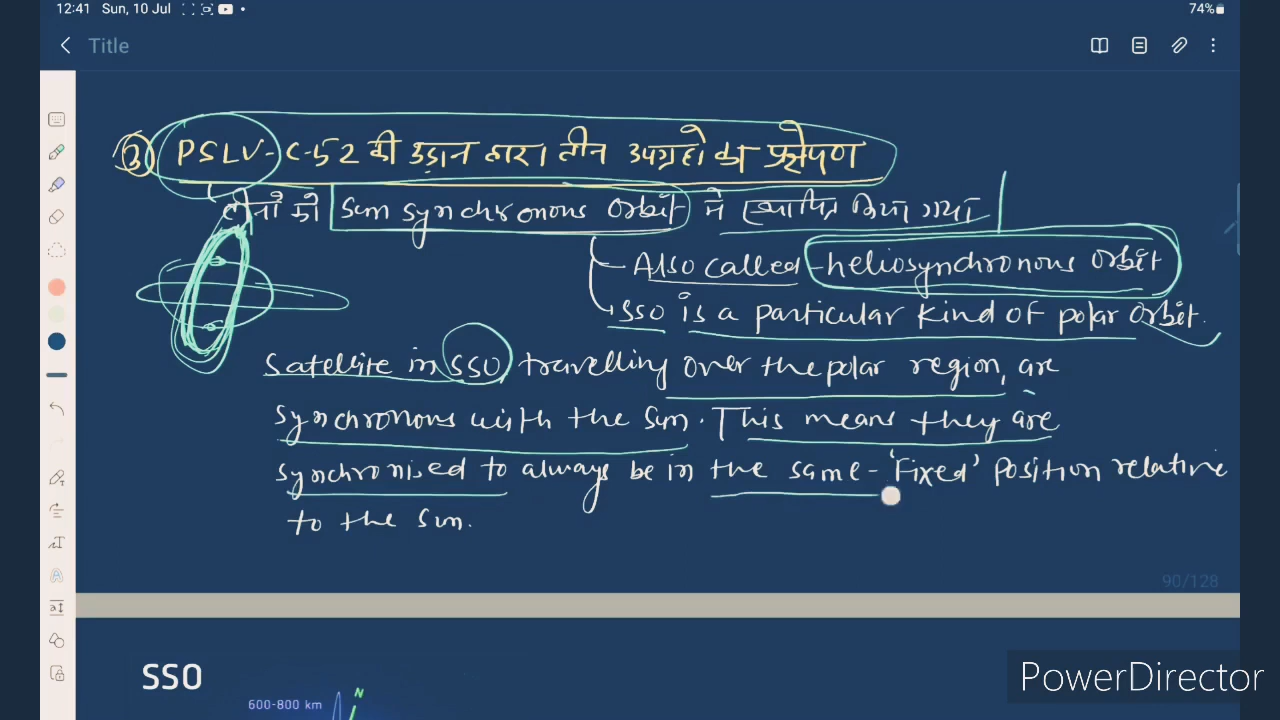 12:41 Sun, 10 Jul
74%
Title
③ PSLV-C-52 की उड़ान द्वारा तीन उपग्रहो का प्रक्षेपण
तीनो को Sun synchronous orbit में स्थापित किया गया
Also called heliosynchronous orbit
SSO is a particular kind of polar orbit.
Satellite in SSO travelling over the polar region, are
synchronous with the Sun. This means they are
synchronised to always be in the same - 'Fixed' position relative
to the Sun.
90/128
SSO
600-800 km
N
PowerDirector